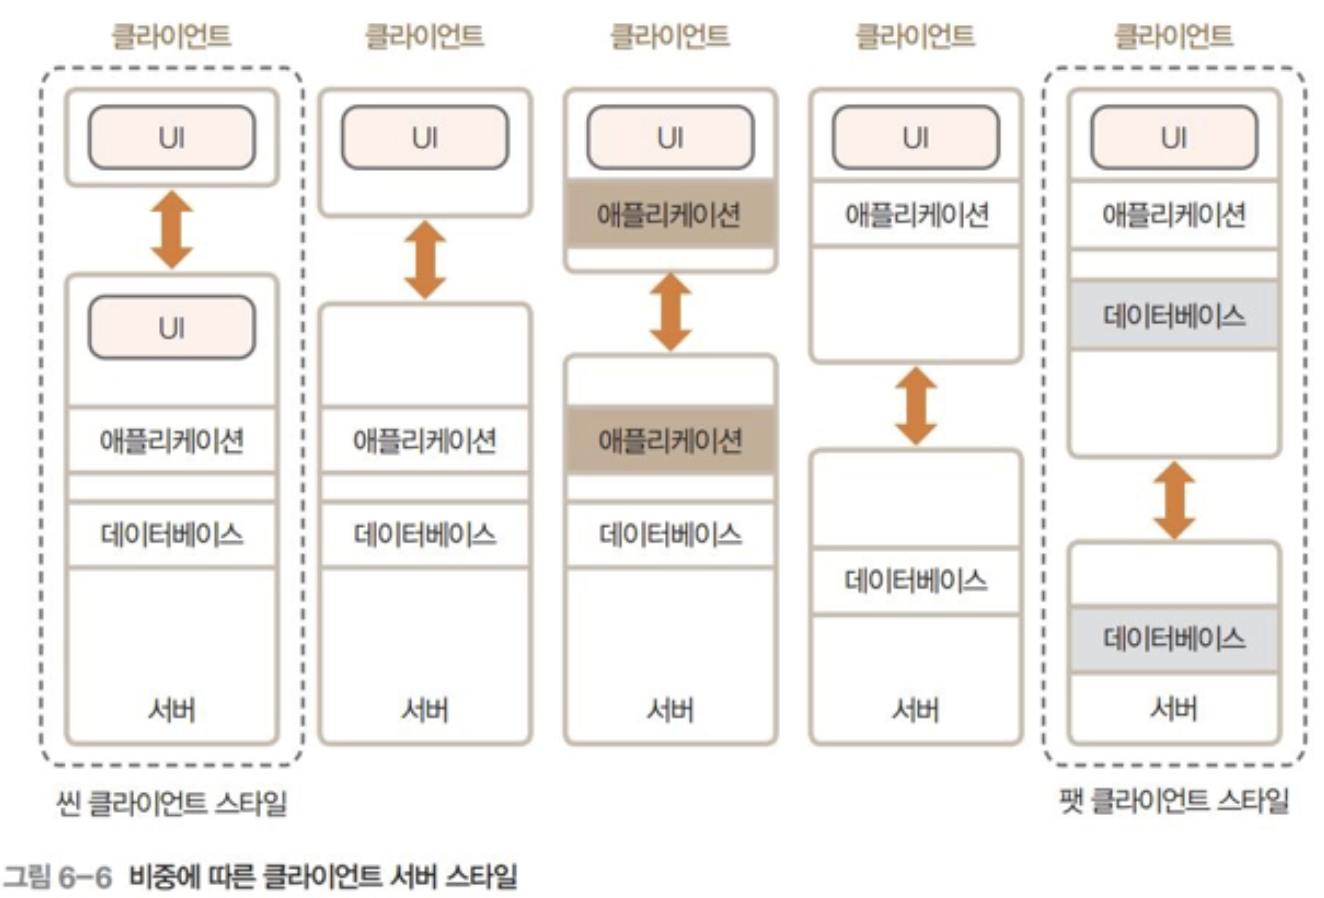 클라이언트
클라이언트
클라이언트
클라이언트
클라이언트
UI
UI
애플리케이션
데이터베이스
서버
UI
애플리케이션
데이터베이스
서버
UI
애플리케이션
애플리케이션
데이터베이스
서버
UI
애플리케이션
데이터베이스
서버
UI
애플리케이션
데이터베이스
데이터베이스
서버
씬 클라이언트 스타일
팻 클라이언트 스타일
그림 6-6 비중에 따른 클라이언트 서버 스타일